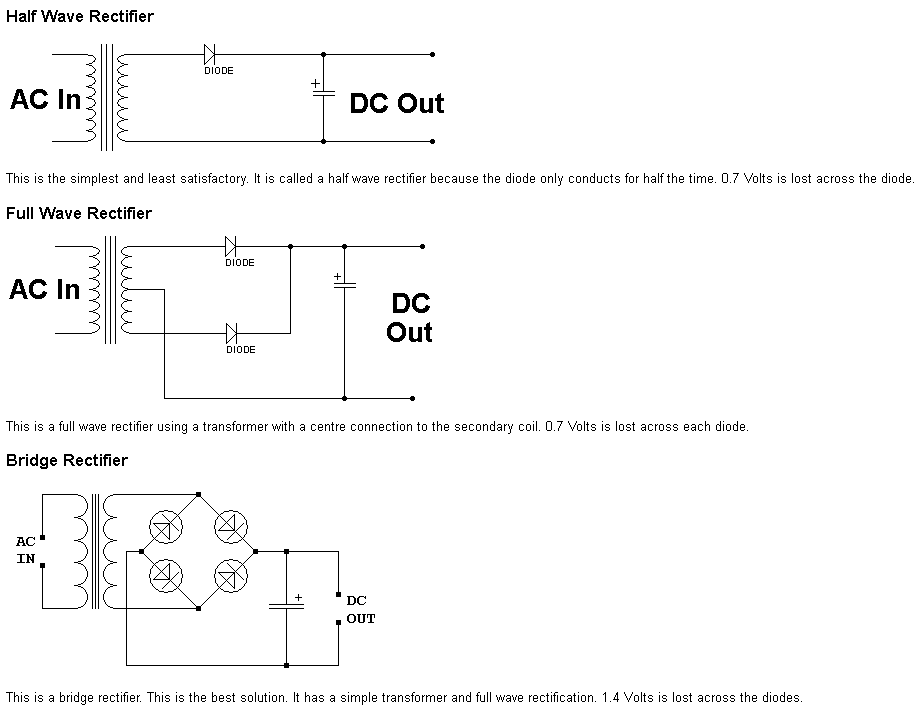 Half Wave Rectifier
DIODE
+
AC In
DC Out
This is the simplest and least satisfactory. It is called a half wave rectifier because the diode only conducts for half the time. 0.7 Volts is lost across the diode.
Full Wave Rectifier
DIODE
+
AC In
DC
Out
DIODE
This is a full wave rectifier using a transformer with a centre connection to the secondary coil. 0.7 Volts is lost across each diode.
Bridge Rectifier
AC
IN
+
DC
OUT
This is a bridge rectifier. This is the best solution. It has a simple transformer and full wave rectification. 1.4 Volts is lost across the diodes.